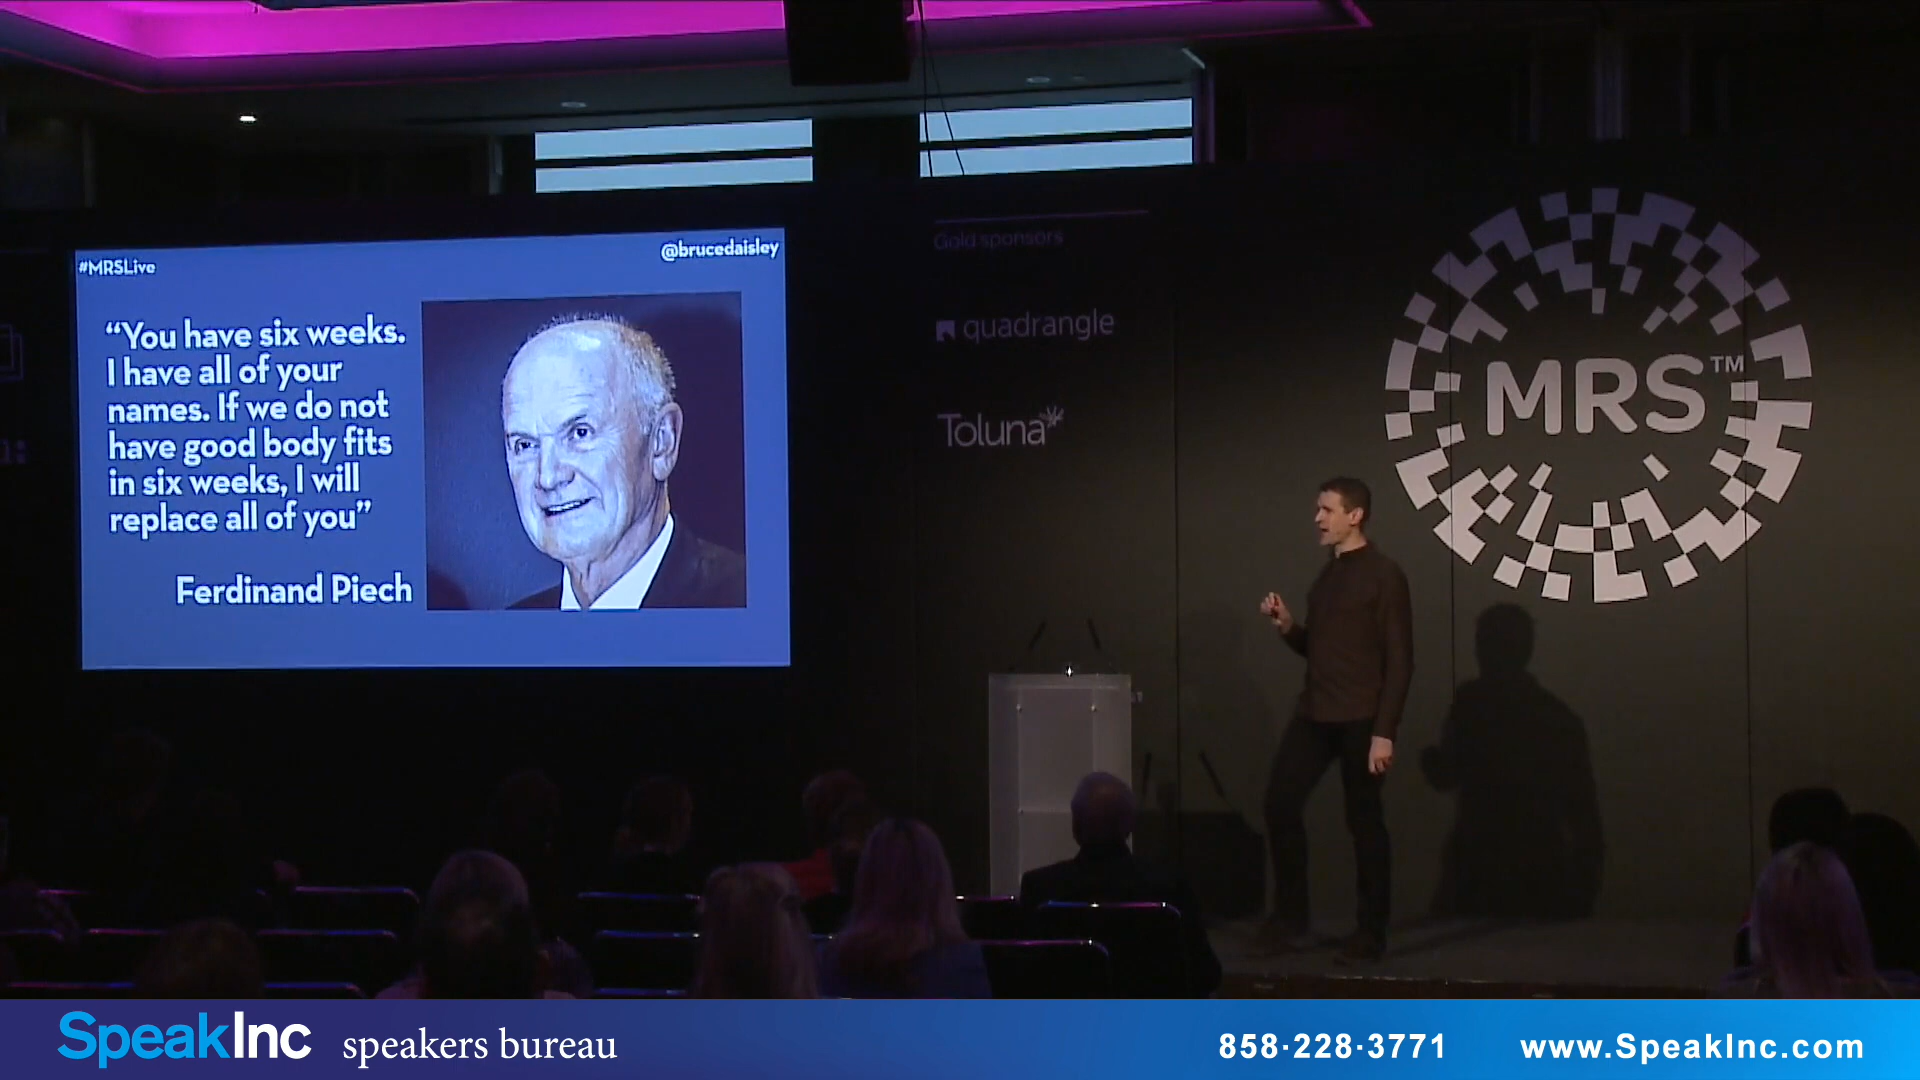 #MRSLive
@brucedaisley
“You have six weeks.
I have all of your
names. If we do not
have good body fits
in six weeks, I will
replace all of you”
Ferdinand Piech
Gold sponsors
quadrangle
Toluna
MRS™
SpeakInc speakers bureau
858·228·3771
www.SpeakInc.com